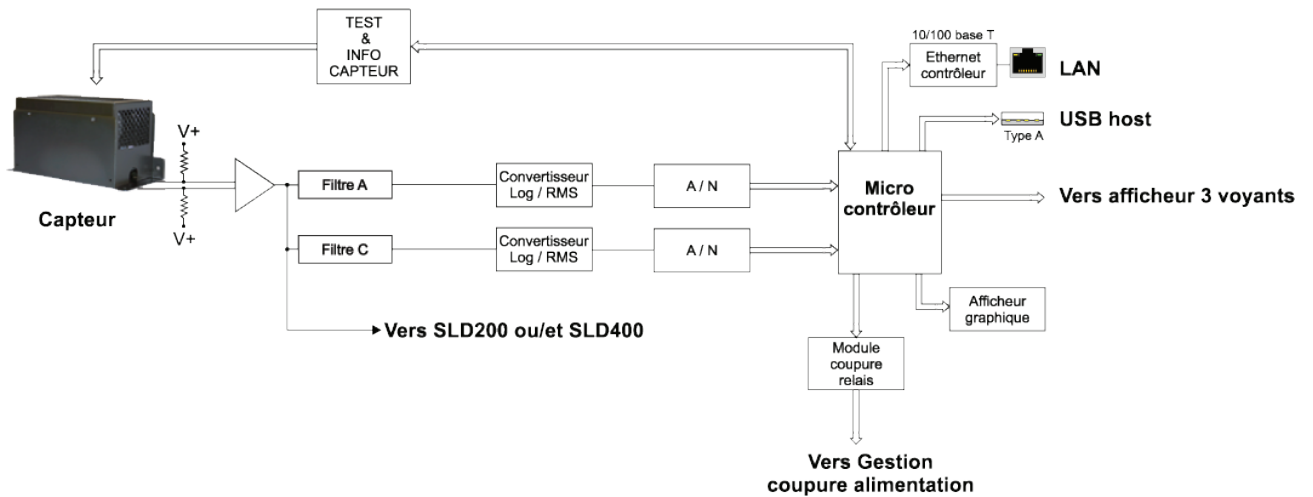 TEST
&
INFO
CAPTEUR
10/100 base T
Ethernet
contrôleur
LAN
USB host
Type A
V+
V+
Capteur
Filtre A
Convertisseur
Log / RMS
A / N
Micro
contrôleur
Vers afficheur 3 voyants
Filtre C
Convertisseur
Log / RMS
A / N
Afficheur
graphique
Vers SLD200 ou/et SLD400
Module
coupure
relais
Vers Gestion
coupure alimentation